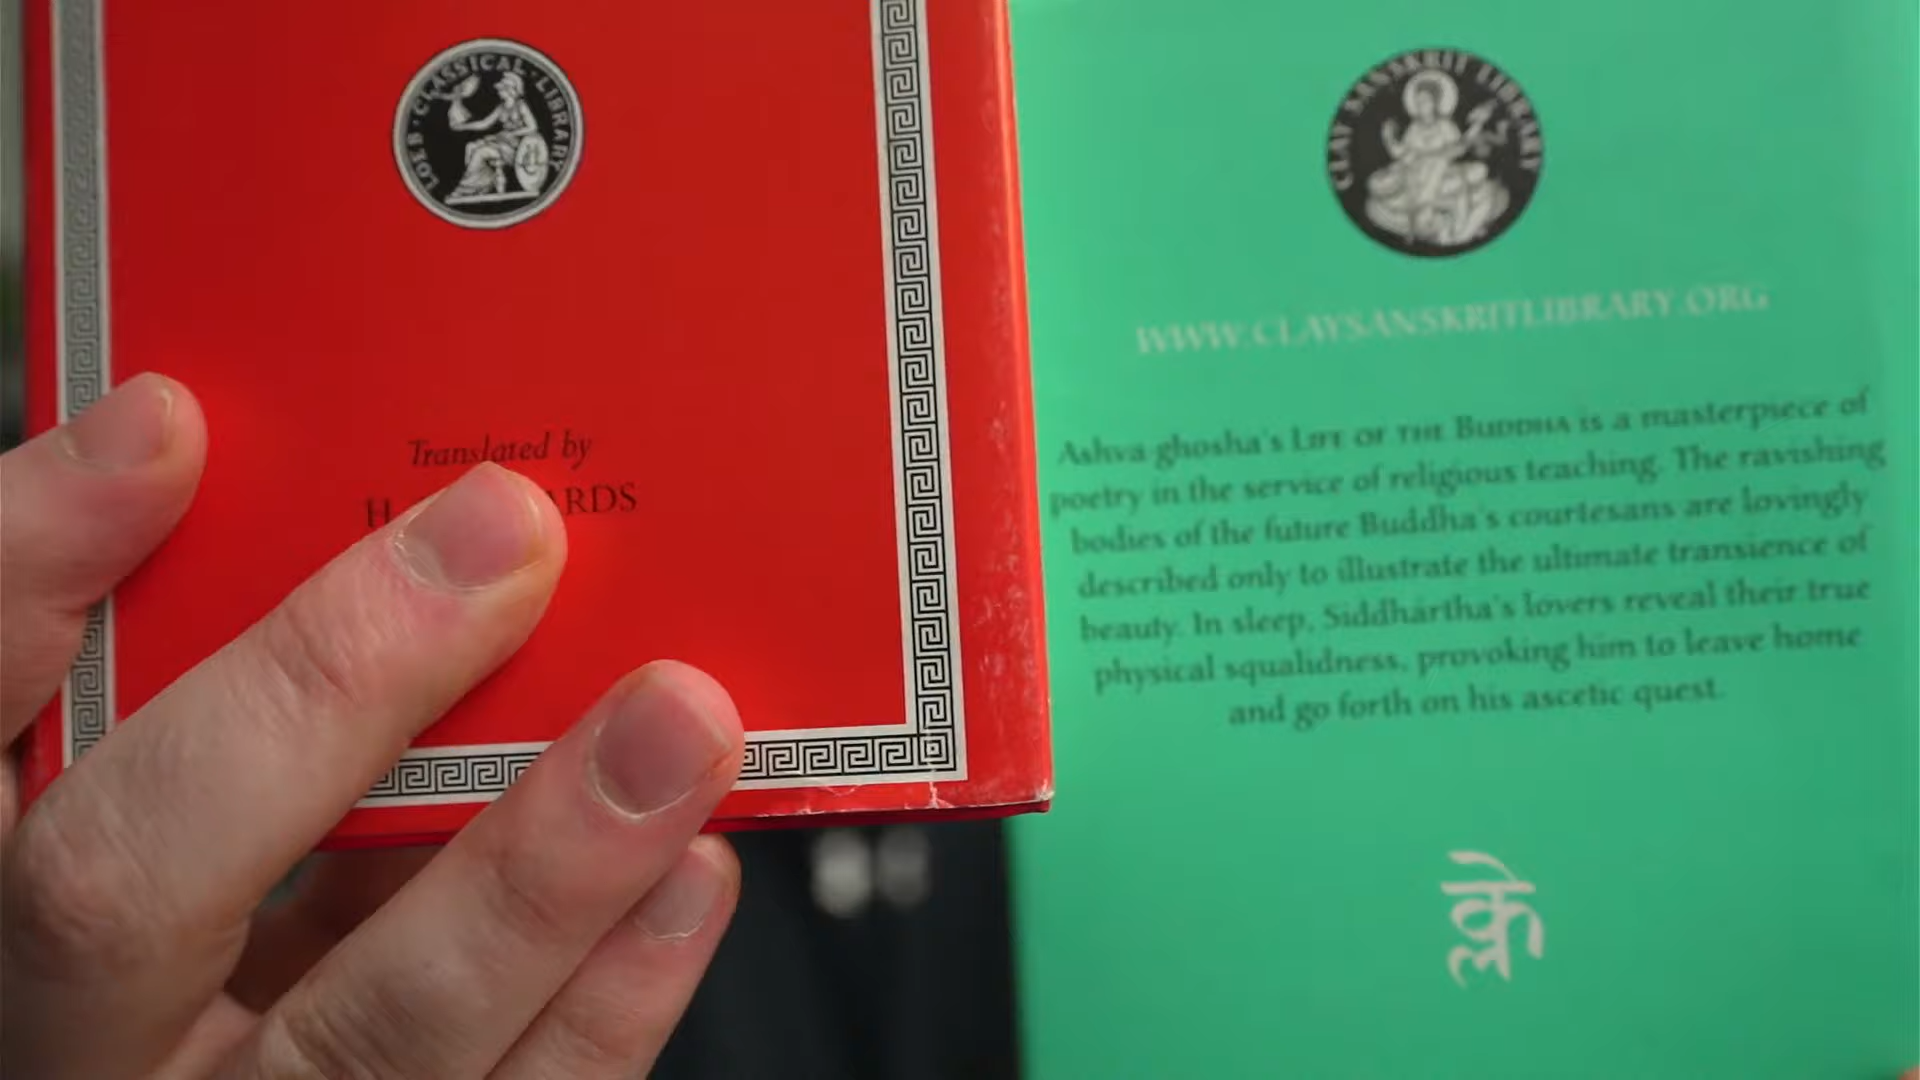 LOEB · CLASSICAL · LIBRARY
Translated by
H ARDS
CLAY SANSKRIT LIBRARY
WWW.CLAYSANSKRITLIBRARY.ORG
Ashva·ghosha's LIFE OF THE BUDDHA is a masterpiece of
poetry in the service of religious teaching. The ravishing
bodies of the future Buddha's courtesans are lovingly
described only to illustrate the ultimate transience of
beauty. In sleep, Siddhártha's lovers reveal their true
physical squalidness, provoking him to leave home
and go forth on his ascetic quest.
क्ले